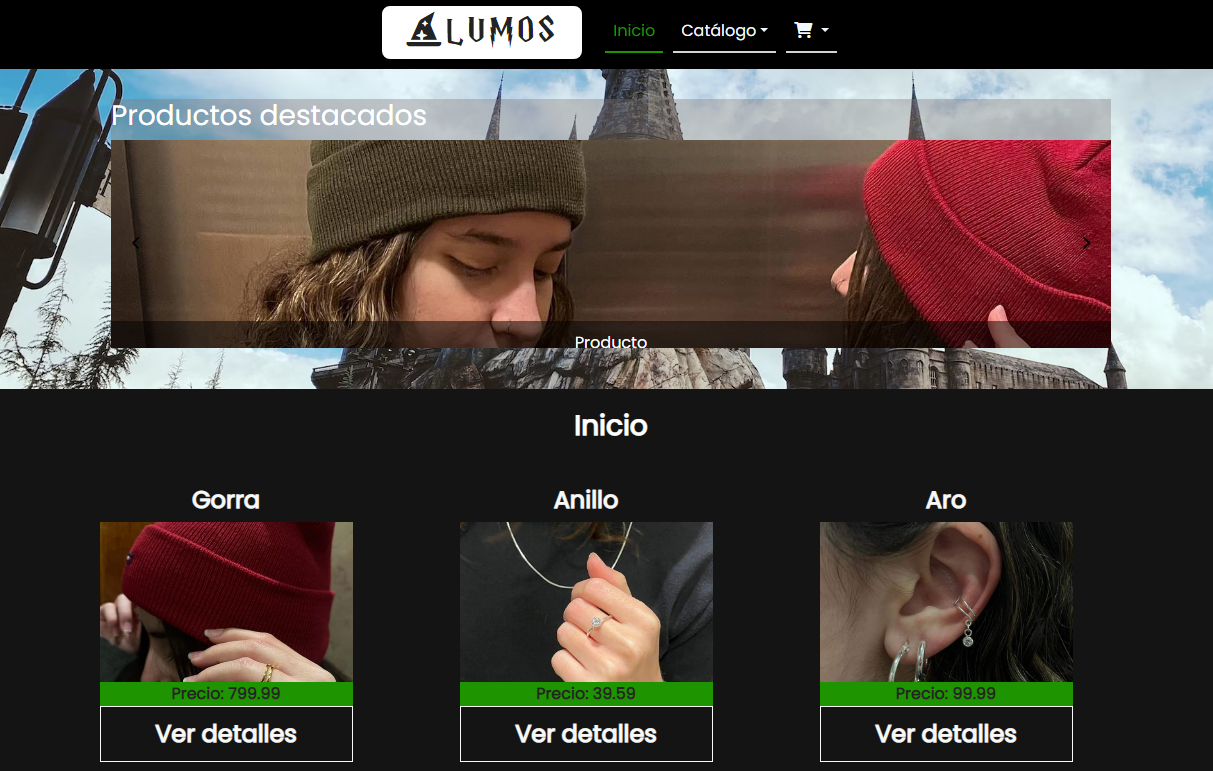 LUMOS
Inicio
Catálogo
Productos destacados
Producto
Inicio
Gorra
Anillo
Aro
Precio: 799.99
Precio: 39.59
Precio: 99.99
Ver detalles
Ver detalles
Ver detalles